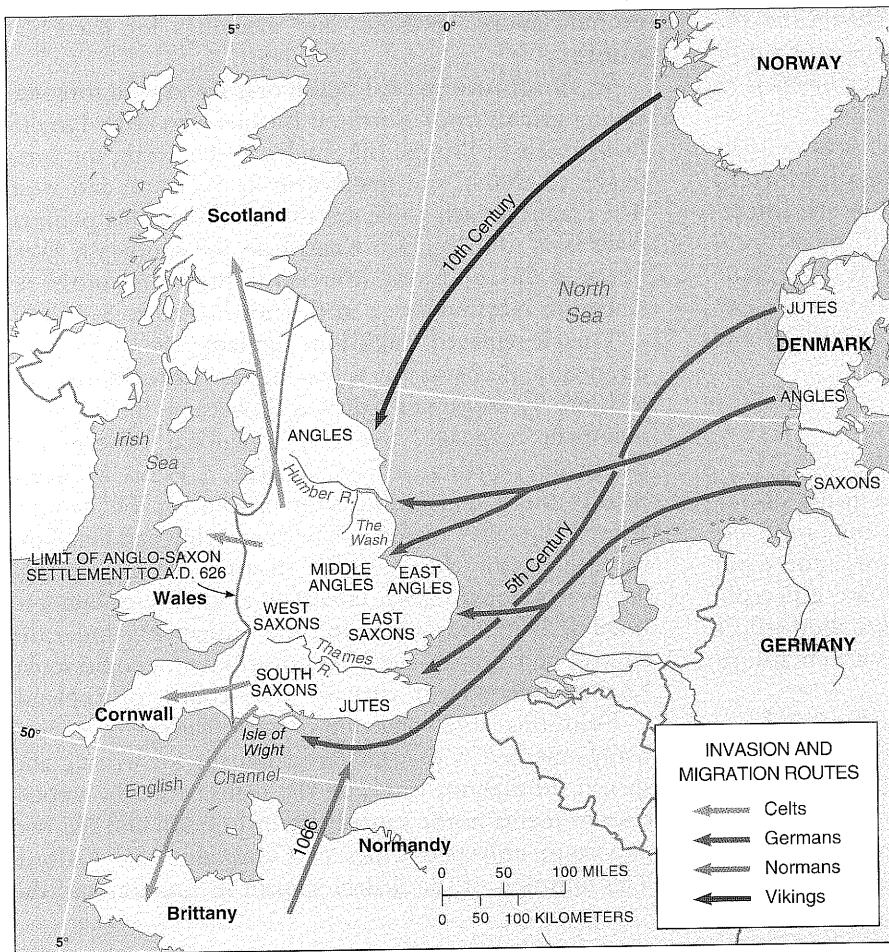 5°
0°
5°
NORWAY
Scotland
10th Century
North
Sea
JUTES
DENMARK
ANGLES
ANGLES
Irish
Sea
Humber R.
SAXONS
The
Wash
5th Century
LIMIT OF ANGLO-SAXON
SETTLEMENT TO A.D. 626
MIDDLE
ANGLES
EAST
ANGLES
Wales
WEST
SAXONS
EAST
SAXONS
Thames
R.
GERMANY
SOUTH
SAXONS
JUTES
Cornwall
Isle of
Wight
50°
English Channel
1066
Normandy
Brittany
5°
0 50 100 MILES
0 50 100 KILOMETERS
INVASION AND
MIGRATION ROUTES
Celts
Germans
Normans
Vikings